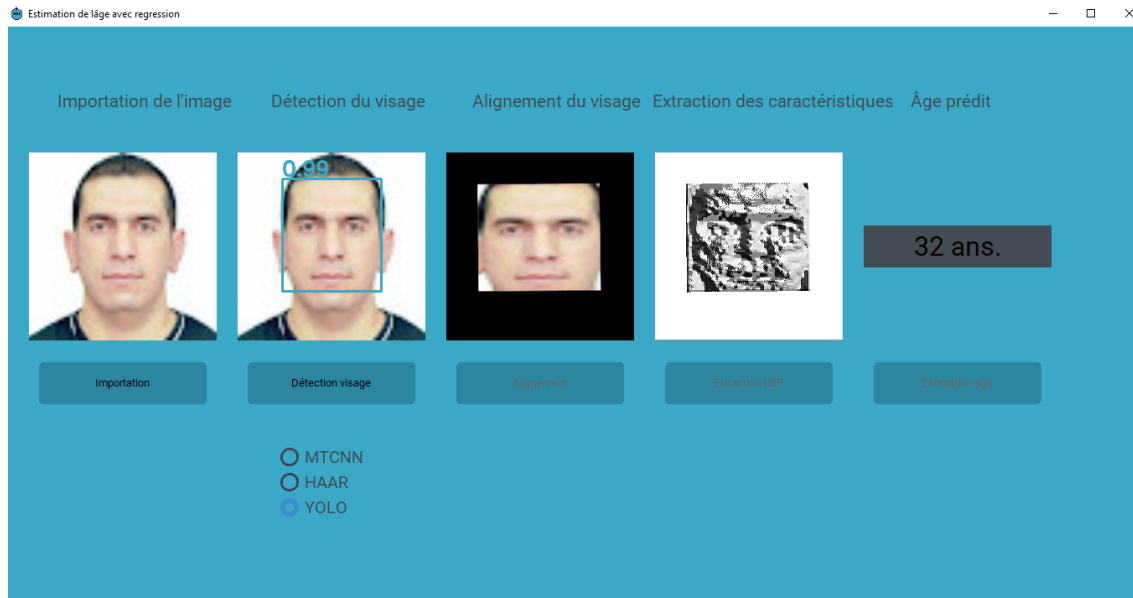 Estimation de lâge avec regression
Importation de l'image
Détection du visage
Alignement du visage
Extraction des caractéristiques
Âge prédit
0.99
32 ans.
Importation
Détection visage
Alignement
Extraction LBP
Estimation âge
MTCNN
HAAR
YOLO